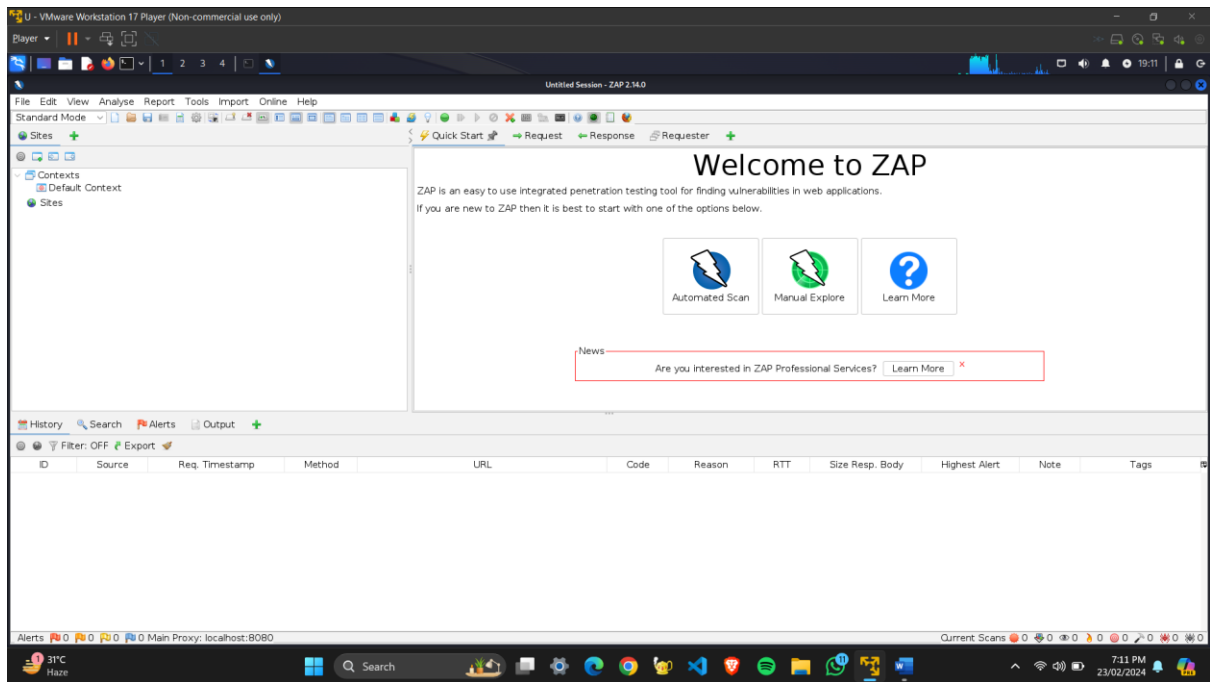 U - VMware Workstation 17 Player (Non-commercial use only)
Player
1 2 3 4
19:11
Untitled Session - ZAP 2.14.0
File Edit View Analyse Report Tools Import Online Help
Standard Mode
Sites
Quick Start Request Response Requester
Contexts
Default Context
Sites
Welcome to ZAP
ZAP is an easy to use integrated penetration testing tool for finding vulnerabilities in web applications.
If you are new to ZAP then it is best to start with one of the options below.
Automated Scan Manual Explore Learn More
News
Are you interested in ZAP Professional Services? Learn More x
History Search Alerts Output
Filter: OFF Export
ID Source Req. Timestamp Method URL Code Reason RTT Size Resp. Body Highest Alert Note Tags
Alerts 0 0 0 0 Main Proxy: localhost:8080
Current Scans 0 0 0 0 0 0 0 0
1 31°C
Haze
Search
7:11 PM
23/02/2024